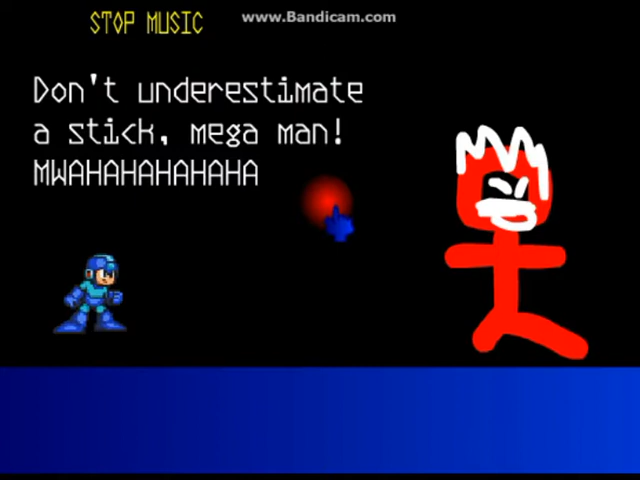 STOP MUSIC
www.Bandicam.com
Don't underestimate
a stick, mega man!
MWAHAHAHAHAHA